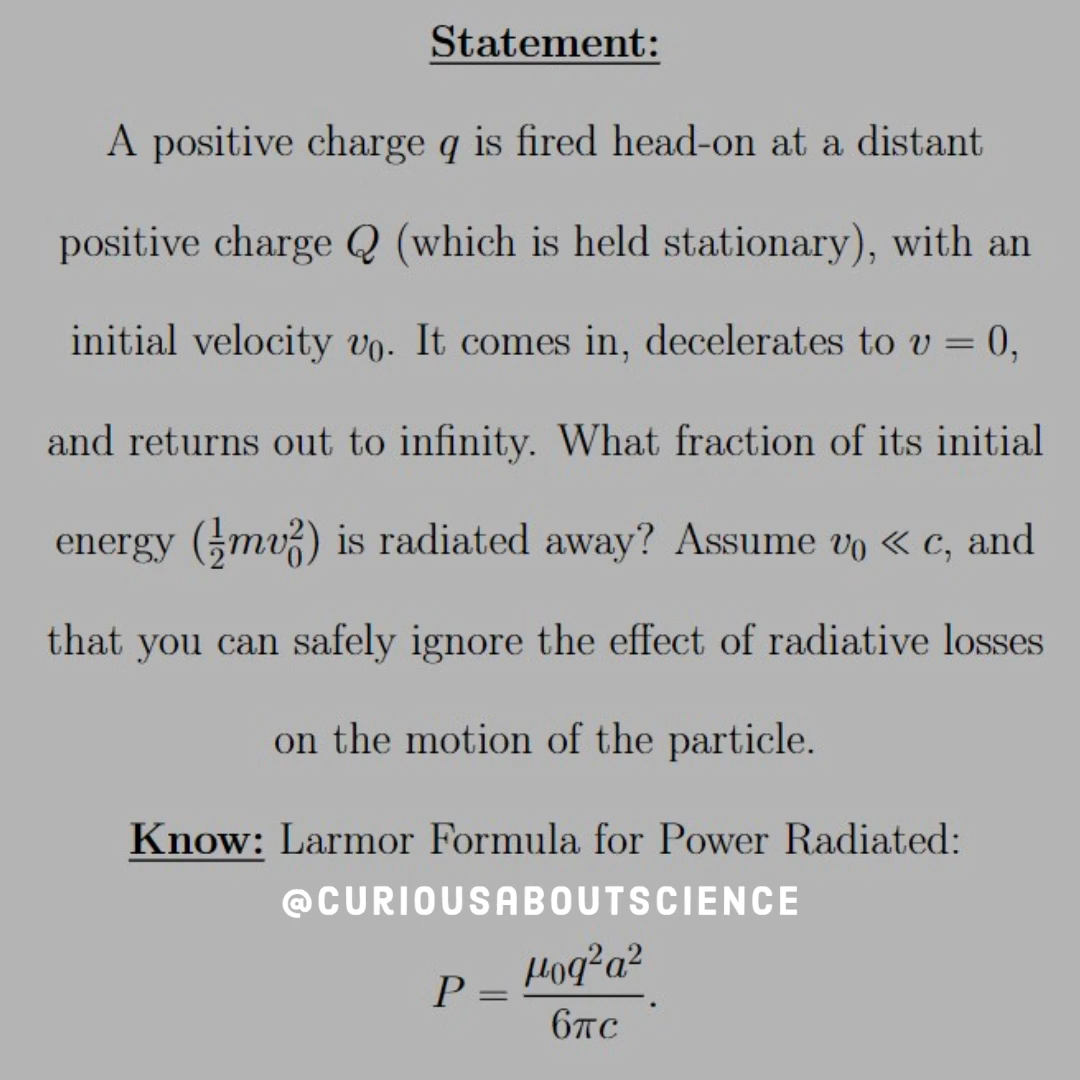 Statement:
A positive charge q is fired head-on at a distant
positive charge Q (which is held stationary), with an
initial velocity v₀. It comes in, decelerates to v = 0,
and returns out to infinity. What fraction of its initial
energy (½mv₀²) is radiated away? Assume v₀ ≪ c, and
that you can safely ignore the effect of radiative losses
on the motion of the particle.
Know: Larmor Formula for Power Radiated:
@CURIOUSABOUTSCIENCE
P = μ₀q²a² / 6πc.